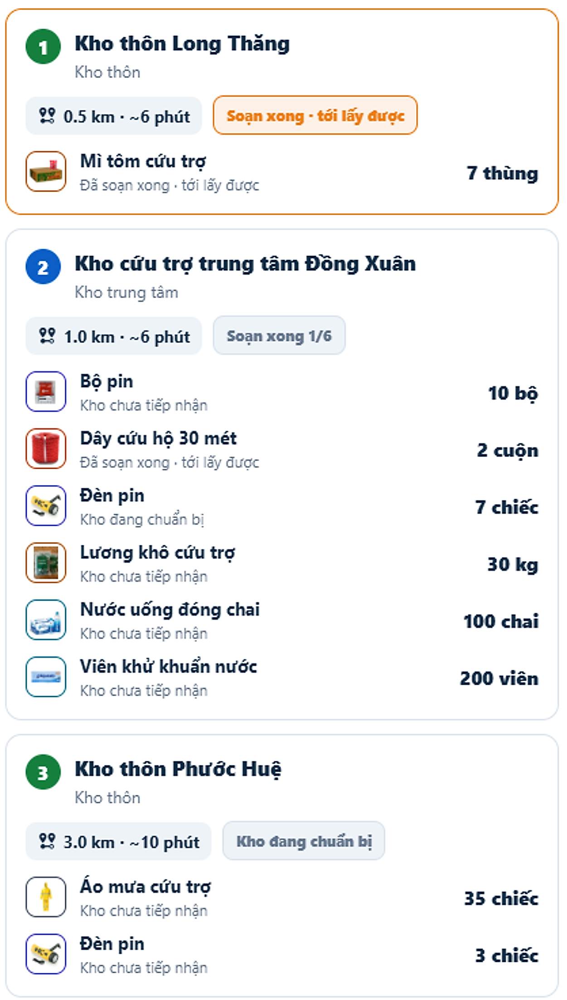 1
Kho thôn Long Thăng
Kho thôn
0.5 km · ~6 phút
Soạn xong · tới lấy được
Mì tôm cứu trợ
Đã soạn xong · tới lấy được
7 thùng
2
Kho cứu trợ trung tâm Đồng Xuân
Kho trung tâm
1.0 km · ~6 phút
Soạn xong 1/6
Bộ pin
Kho chưa tiếp nhận
10 bộ
Dây cứu hộ 30 mét
Đã soạn xong · tới lấy được
2 cuộn
Đèn pin
Kho đang chuẩn bị
7 chiếc
Lương khô cứu trợ
Kho chưa tiếp nhận
30 kg
Nước uống đóng chai
Kho chưa tiếp nhận
100 chai
Viên khử khuẩn nước
Kho chưa tiếp nhận
200 viên
3
Kho thôn Phước Huệ
Kho thôn
3.0 km · ~10 phút
Kho đang chuẩn bị
Áo mưa cứu trợ
Kho chưa tiếp nhận
35 chiếc
Đèn pin
Kho chưa tiếp nhận
3 chiếc